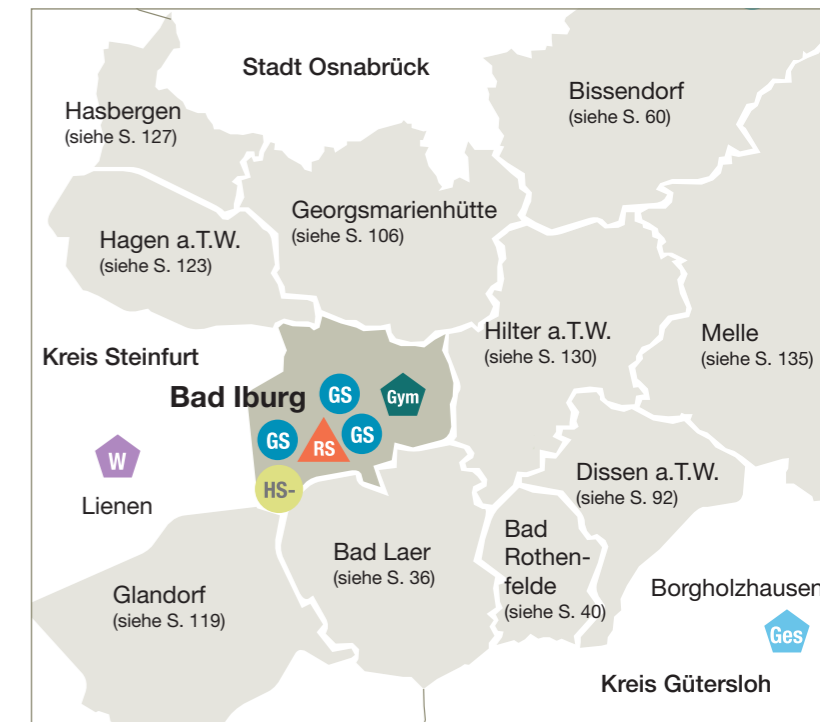 Stadt Osnabrück
Hasbergen
(siehe S. 127)
Bissendorf
(siehe S. 60)
Georgsmarienhütte
(siehe S. 106)
Hagen a.T.W.
(siehe S. 123)
Hilter a.T.W.
(siehe S. 130)
Melle
(siehe S. 135)
Kreis Steinfurt
Bad Iburg
GS
Gym
GS
RS
GS
HS-
W
Lienen
Dissen a.T.W.
(siehe S. 92)
Bad
Rothen-
felde
(siehe S. 40)
Bad Laer
(siehe S. 36)
Glandorf
(siehe S. 119)
Borgholzhausen
Ges
Kreis Gütersloh